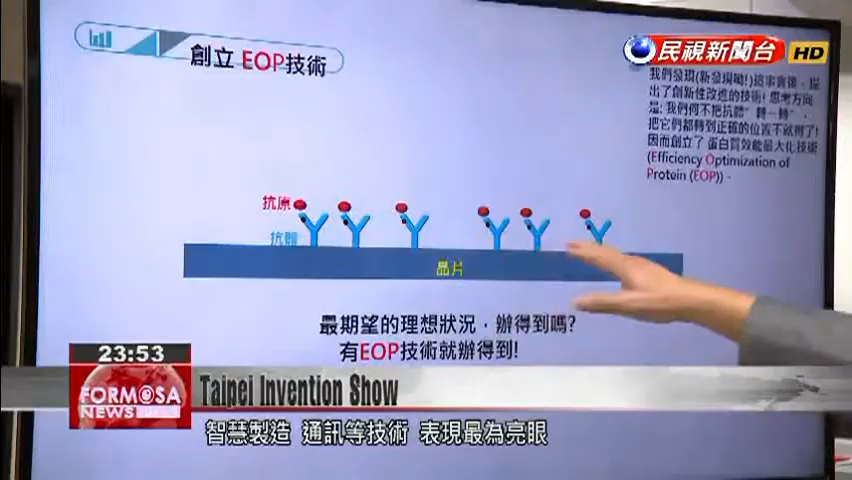 創立 EOP技術
民視新聞台 HD
我們發現(新發現呦!)這事實後，提
出了創新性改進的技術! 思考方向
是: 我們何不把抗體"轉一轉"，
把它們都轉到正確的位置不就得了!
因而創立了 蛋白質效能最大化技術
(Efficiency Optimization of
Protein (EOP))。
抗原
抗體
晶片
最期望的理想狀況，辦得到嗎?
有EOP技術就辦得到!
23:53
FORMOSA
NEWS
Taipei Invention Show
智慧製造 通訊等技術 表現最為亮眼